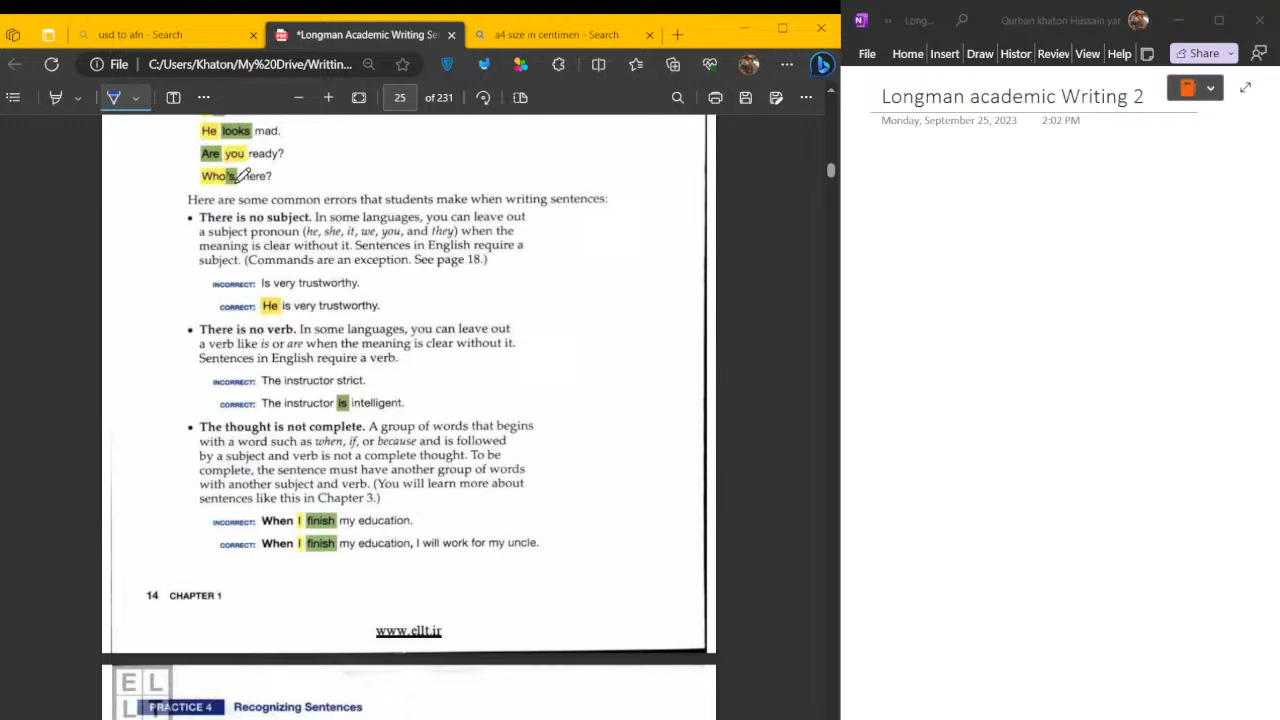 usd to afn - Search
*Longman Academic Writing Se
a4 size in centimen - Search
File
C:/Users/Khaton/My%20Drive/Writting...
25 of 231
He looks mad.
Are you ready?
Who's here?
Here are some common errors that students make when writing sentences:
• There is no subject. In some languages, you can leave out
a subject pronoun (he, she, it, we, you, and they) when the
meaning is clear without it. Sentences in English require a
subject. (Commands are an exception. See page 18.)
INCORRECT: Is very trustworthy.
CORRECT: He is very trustworthy.
• There is no verb. In some languages, you can leave out
a verb like is or are when the meaning is clear without it.
Sentences in English require a verb.
INCORRECT: The instructor strict.
CORRECT: The instructor is intelligent.
• The thought is not complete. A group of words that begins
with a word such as when, if, or because and is followed
by a subject and verb is not a complete thought. To be
complete, the sentence must have another group of words
with another subject and verb. (You will learn more about
sentences like this in Chapter 3.)
INCORRECT: When I finish my education.
CORRECT: When I finish my education, I will work for my uncle.
14 CHAPTER 1
www.ellt.ir
E L
L T
PRACTICE 4 Recognizing Sentences
Long...
Qurban khaton Hussain yar
File Home Insert Draw Histor Review View Help Share
Longman academic Writing 2
Monday, September 25, 2023 2:02 PM